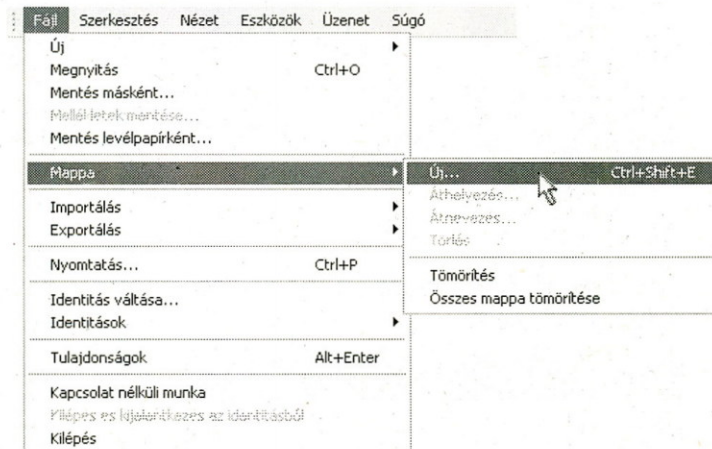 Fájl Szerkesztés Nézet Eszközök Üzenet Súgó
Új
Megnyitás Ctrl+O
Mentés másként...
Mellékletek mentése...
Mentés levélpapírként...
Mappa
Új... Ctrl+Shift+E
Áthelyezés...
Átnevezés...
Törlés
Tömörítés
Összes mappa tömörítése
Importálás
Exportálás
Nyomtatás... Ctrl+P
Identitás váltása...
Identitások
Tulajdonságok Alt+Enter
Kapcsolat nélküli munka
Kilépés és kijelentkezés az identitásból
Kilépés